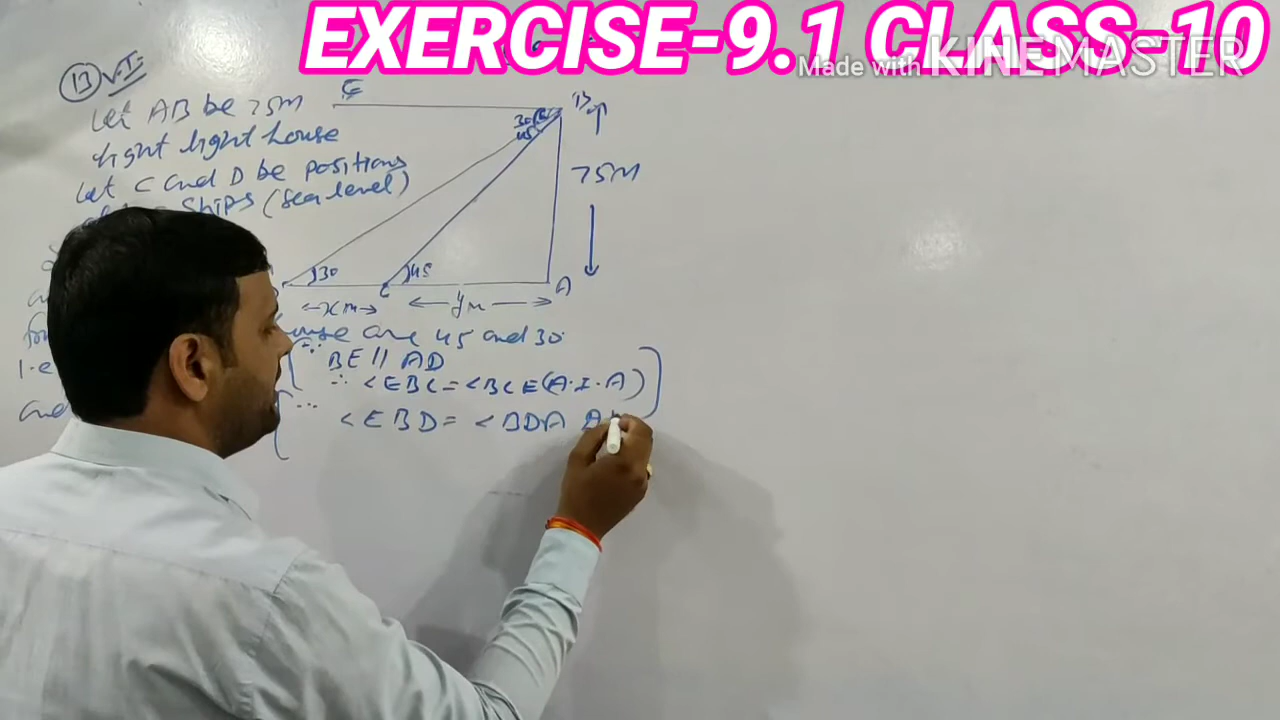 EXERCISE-9.1 CLASS-10
Made with KINEMASTER
13 V.I
Let AB be 75m
light light house
Let C and D be positions
ships (sea level)
E
B
30
45
75M
30
45
C
A
xm
ym
are 45 and 30
∵ BE || AD
∴ <EBC = <BCE (A.I.A)
∵ <EBD = <BDA A
i.e
and